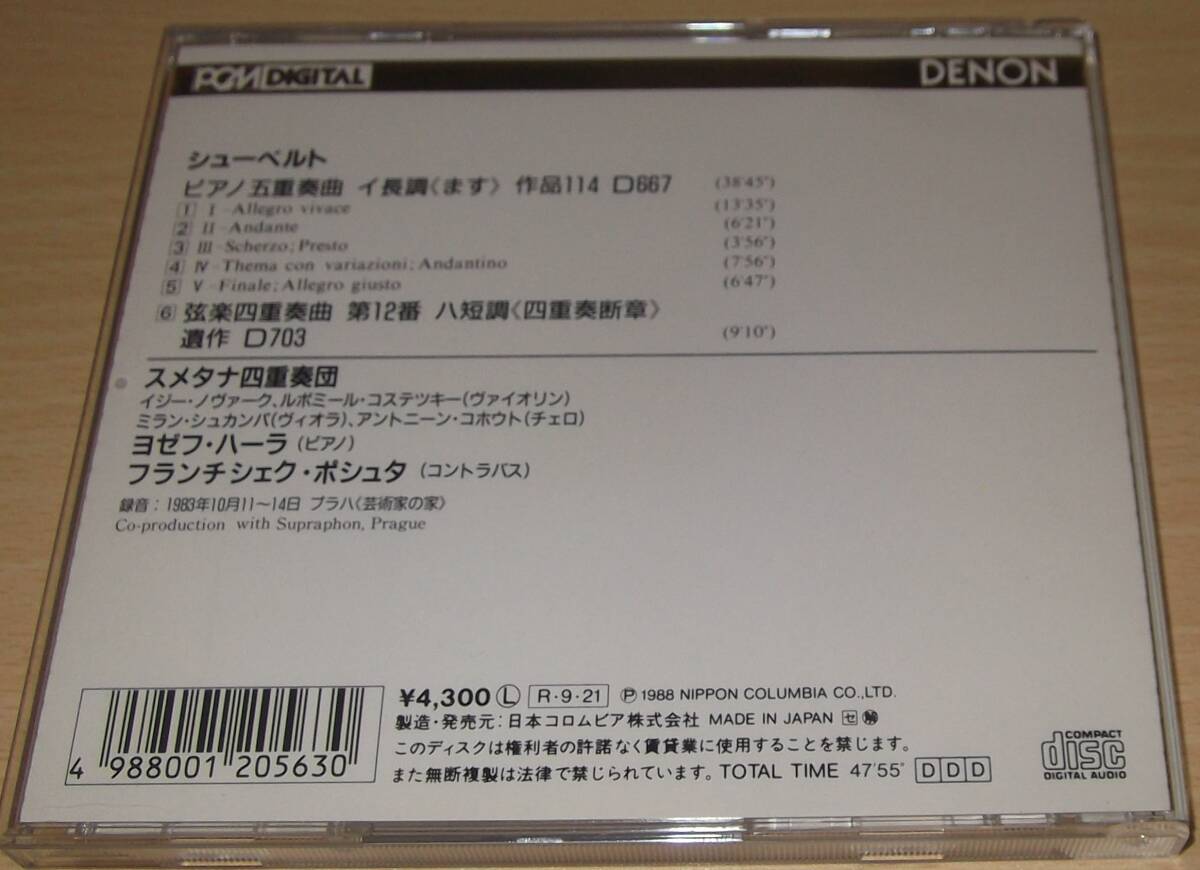 PCM DIGITAL DENON
シューベルト
ピアノ五重奏曲 イ長調《ます》 作品114 D667 (38'45")
1 I–Allegro vivace (13'35")
2 II–Andante (6'21")
3 III–Scherzo; Presto (3'56")
4 IV–Thema con variazioni; Andantino (7'56")
5 V–Finale; Allegro giusto (6'47")
6 弦楽四重奏曲 第12番 ハ短調《四重奏断章》
遺作 D703 (9'10")
スメタナ四重奏団
イジー・ノヴァーク、ルボミール・コステツキー(ヴァイオリン)
ミラン・シュカンパ(ヴィオラ)、アントニーン・コホウト(チェロ)
ヨゼフ・ハーラ(ピアノ)
フランチシェク・ポシュタ(コントラバス)
録音:1983年10月11〜14日 プラハ《芸術家の家》
Co-production with Supraphon, Prague
¥4,300 Ⓛ R・9・21 ℗ 1988 NIPPON COLUMBIA CO.,LTD.
製造・発売元:日本コロムビア株式会社 MADE IN JAPAN セ
このディスクは権利者の許諾なく賃貸業に使用することを禁じます。
また無断複製は法律で禁じられています。TOTAL TIME 47'55" DDD
4 988001 205630
COMPACT
disc
DIGITAL AUDIO